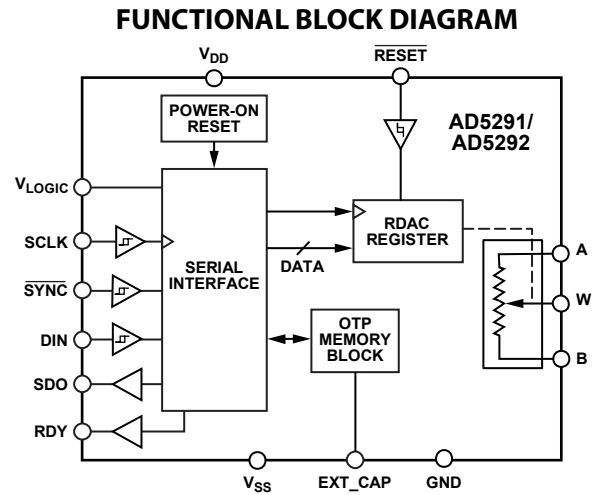 FUNCTIONAL BLOCK DIAGRAM
VDD
RESET
POWER-ON
RESET
AD5291/
AD5292
VLOGIC
SCLK
SYNC
DIN
SDO
RDY
SERIAL
INTERFACE
DATA
RDAC
REGISTER
OTP
MEMORY
BLOCK
A
W
B
VSS
EXT_CAP
GND